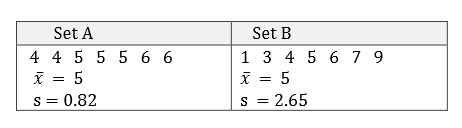 Set A
4 4 5 5 5 6 6
x̄ = 5
s = 0.82
Set B
1 3 4 5 6 7 9
x̄ = 5
s = 2.65